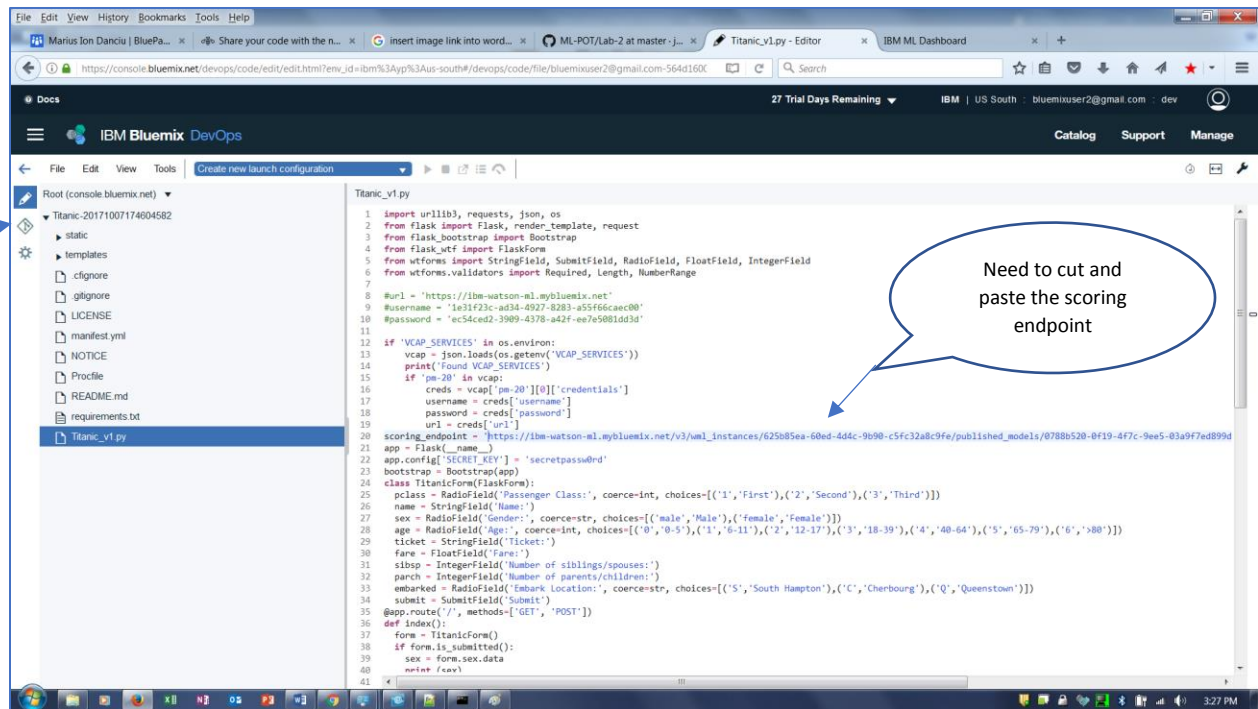 File Edit View History Bookmarks Tools Help
Marius Ion Danciu | BluePa... × Share your code with the n... × insert image link into word... × ML-POT/Lab-2 at master · j... × Titanic_v1.py - Editor × IBM ML Dashboard × +
https://console.bluemix.net/devops/code/edit/edit.html?env_id=ibm%3Ayp%3Aus-south#/devops/code/file/bluemixuser2@gmail.com-564d160( Search
Docs 27 Trial Days Remaining IBM | US South : bluemixuser2@gmail.com : dev
IBM Bluemix DevOps Catalog Support Manage
File Edit View Tools Create new launch configuration
Root (console.bluemix.net)
Titanic-20171007174604582
static
templates
.cfignore
.gitignore
LICENSE
manifest.yml
NOTICE
Procfile
README.md
requirements.txt
Titanic_v1.py
Titanic_v1.py
1 import urllib3, requests, json, os
2 from flask import Flask, render_template, request
3 from flask_bootstrap import Bootstrap
4 from flask_wtf import FlaskForm
5 from wtforms import StringField, SubmitField, RadioField, FloatField, IntegerField
6 from wtforms.validators import Required, Length, NumberRange
7
8 #url = 'https://ibm-watson-ml.mybluemix.net'
9 #username = '1e31f23c-ad34-4927-8283-a55f66caec00'
10 #password = 'ec54ced2-3909-4378-a42f-ee7e5081dd3d'
11
12 if 'VCAP_SERVICES' in os.environ:
13 vcap = json.loads(os.getenv('VCAP_SERVICES'))
14 print('Found VCAP_SERVICES')
15 if 'pm-20' in vcap:
16 creds = vcap['pm-20'][0]['credentials']
17 username = creds['username']
18 password = creds['password']
19 url = creds['url']
20 scoring_endpoint = 'https://ibm-watson-ml.mybluemix.net/v3/wml_instances/625b85ea-60ed-4d4c-9b90-c5fc32a8c9fe/published_models/0788b520-0f19-4f7c-9ee5-03a9f7ed899d
21 app = Flask(__name__)
22 app.config['SECRET_KEY'] = 'secretpassw0rd'
23 bootstrap = Bootstrap(app)
24 class TitanicForm(FlaskForm):
25 pclass = RadioField('Passenger Class:', coerce=int, choices=[('1','First'),('2','Second'),('3','Third')])
26 name = StringField('Name:')
27 sex = RadioField('Gender:', coerce=str, choices=[('male','Male'),('female','Female')])
28 age = RadioField('Age:', coerce=int, choices=[('0','0-5'),('1','6-11'),('2','12-17'),('3','18-39'),('4','40-64'),('5','65-79'),('6','>80')])
29 ticket = StringField('Ticket:')
30 fare = FloatField('Fare:')
31 sibsp = IntegerField('Number of siblings/spouses:')
32 parch = IntegerField('Number of parents/children:')
33 embarked = RadioField('Embark Location:', coerce=str, choices=[('S','South Hampton'),('C','Cherbourg'),('Q','Queenstown')])
34 submit = SubmitField('Submit')
35 @app.route('/', methods=['GET', 'POST'])
36 def index():
37 form = TitanicForm()
38 if form.is_submitted():
39 sex = form.sex.data
40 print (sex)
41
Need to cut and
paste the scoring
endpoint
3:27 PM